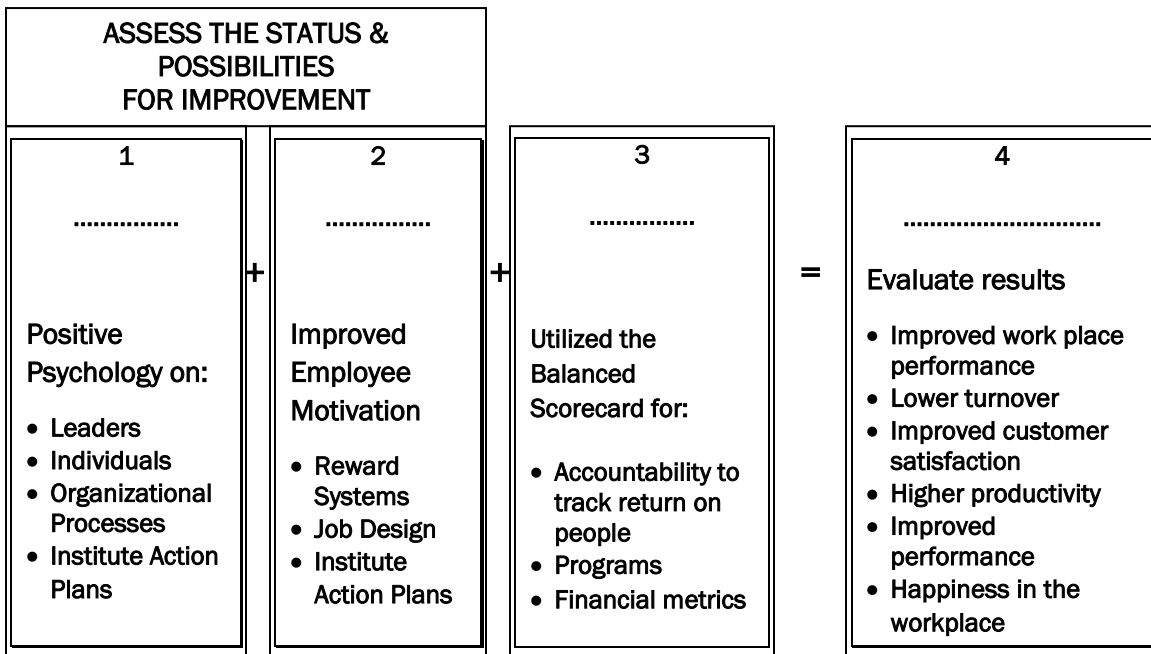 ASSESS THE STATUS &
POSSIBILITIES
FOR IMPROVEMENT
1
................
Positive
Psychology on:
• Leaders
• Individuals
• Organizational
Processes
• Institute Action
Plans
+
2
................
Improved
Employee
Motivation
• Reward
Systems
• Job Design
• Institute
Action Plans
+
3
................
Utilized the
Balanced
Scorecard for:
• Accountability to
track return on
people
• Programs
• Financial metrics
=
4
..............................
Evaluate results
• Improved work place
performance
• Lower turnover
• Improved customer
satisfaction
• Higher productivity
• Improved
performance
• Happiness in the
workplace